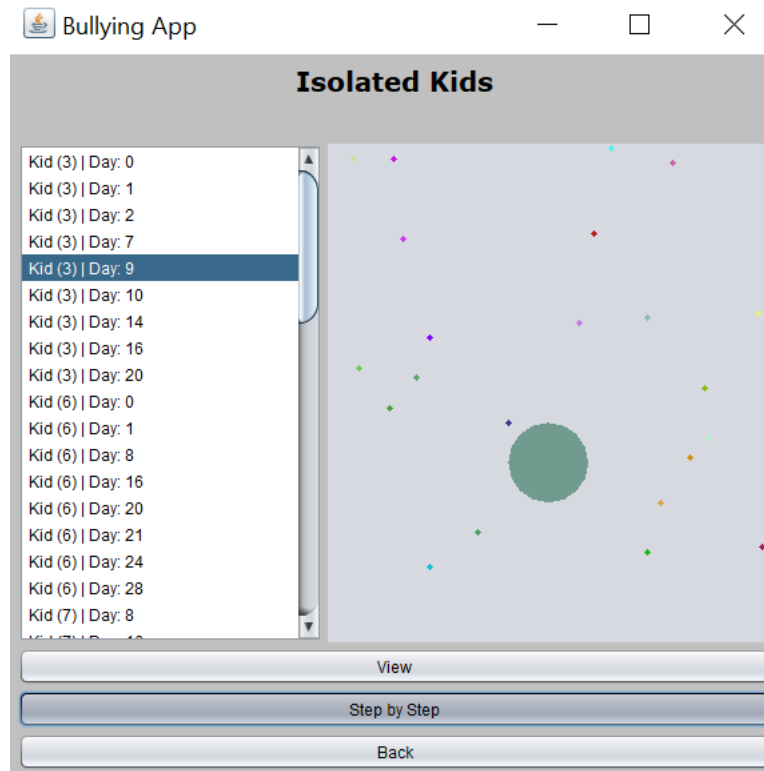 Bullying App
Isolated Kids
Kid (3) | Day: 0
Kid (3) | Day: 1
Kid (3) | Day: 2
Kid (3) | Day: 7
Kid (3) | Day: 9
Kid (3) | Day: 10
Kid (3) | Day: 14
Kid (3) | Day: 16
Kid (3) | Day: 20
Kid (6) | Day: 0
Kid (6) | Day: 1
Kid (6) | Day: 8
Kid (6) | Day: 16
Kid (6) | Day: 20
Kid (6) | Day: 21
Kid (6) | Day: 24
Kid (6) | Day: 28
Kid (7) | Day: 8
View
Step by Step
Back